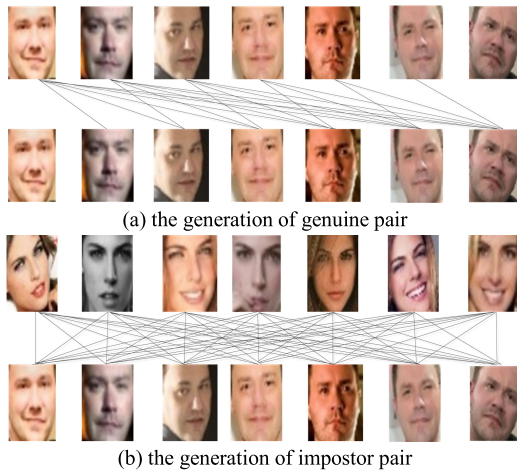 (a) the generation of genuine pair
(b) the generation of impostor pair